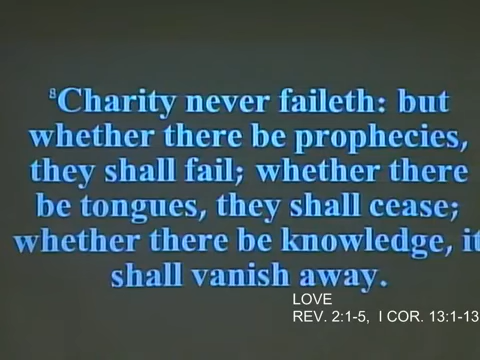 8Charity never faileth: but
whether there be prophecies,
they shall fail; whether there
be tongues, they shall cease;
whether there be knowledge, it
shall vanish away.
LOVE
REV. 2:1-5, I COR. 13:1-13